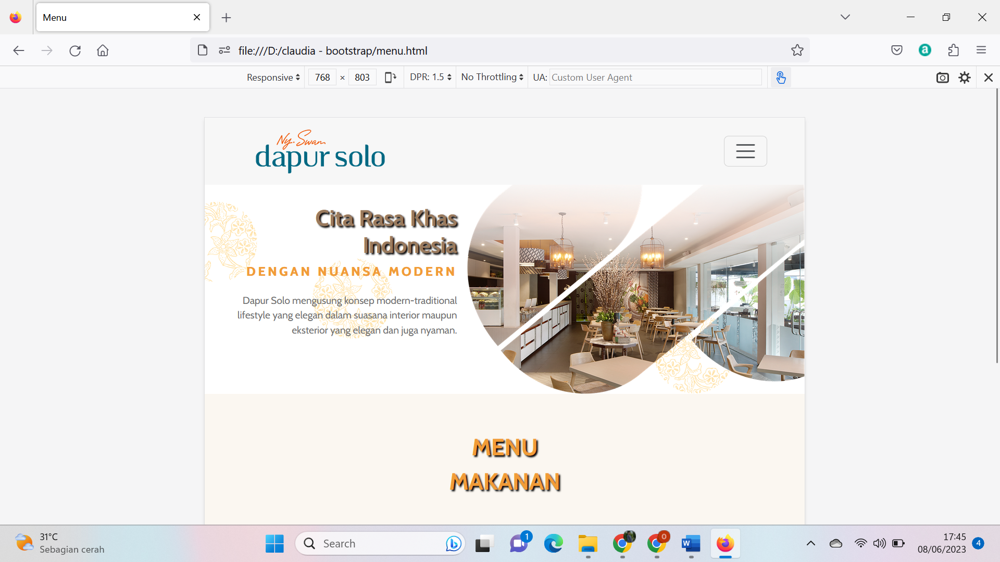 Menu
file:///D:/claudia - bootstrap/menu.html
Responsive 768 × 803 DPR: 1.5 No Throttling UA: Custom User Agent
Ny. Swan
dapur solo
Cita Rasa Khas
Indonesia
DENGAN NUANSA MODERN
Dapur Solo mengusung konsep modern-traditional
lifestyle yang elegan dalam suasana interior maupun
eksterior yang elegan dan juga nyaman.
MENU
MAKANAN
31°C
Sebagian cerah
Search
1
0
17:45
08/06/2023
4